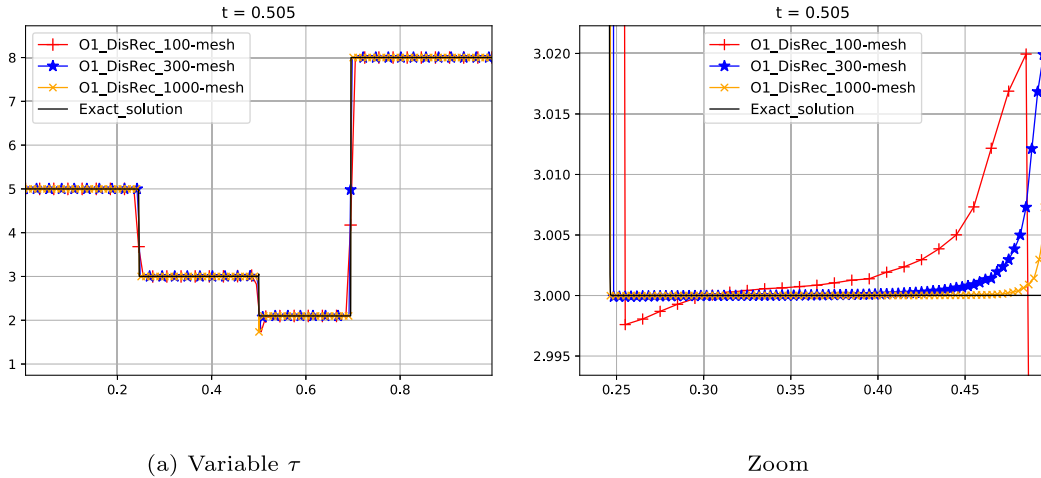 t = 0.505
O1_DisRec_100-mesh
O1_DisRec_300-mesh
O1_DisRec_1000-mesh
Exact_solution
8
7
6
5
4
3
2
1
0.2
0.4
0.6
0.8
(a) Variable τ
t = 0.505
O1_DisRec_100-mesh
O1_DisRec_300-mesh
O1_DisRec_1000-mesh
Exact_solution
3.020
3.015
3.010
3.005
3.000
2.995
0.25
0.30
0.35
0.40
0.45
Zoom